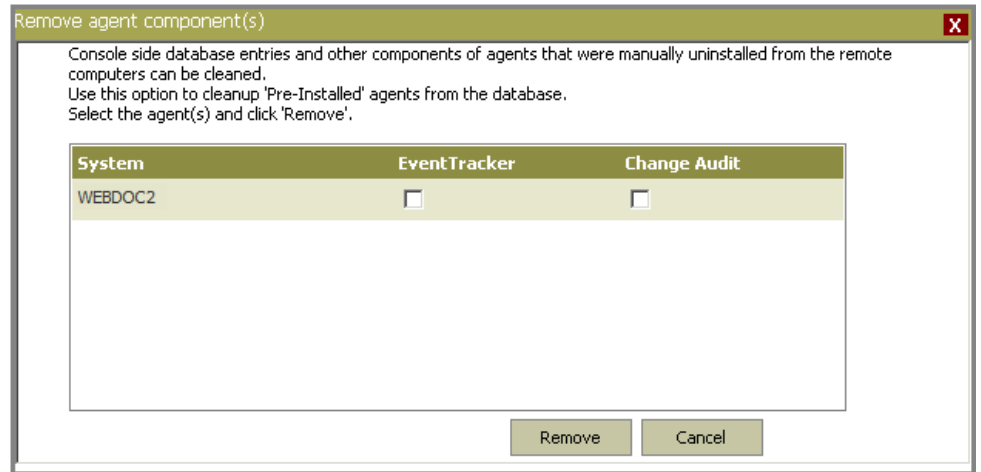 Remove agent component(s)
X
Console side database entries and other components of agents that were manually uninstalled from the remote
computers can be cleaned.
Use this option to cleanup 'Pre-Installed' agents from the database.
Select the agent(s) and click 'Remove'.
System EventTracker Change Audit
WEBDOC2
Remove Cancel